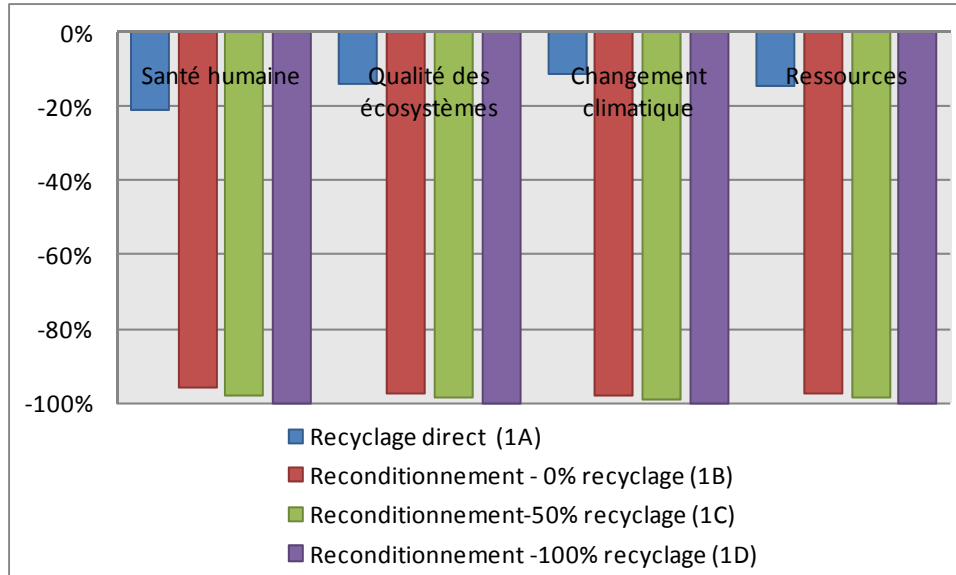 0%
Santé humaine
Qualité des
écosystèmes
Changement
climatique
Ressources
-20%
-40%
-60%
-80%
-100%
Recyclage direct (1A)
Reconditionnement - 0% recyclage (1B)
Reconditionnement-50% recyclage (1C)
Reconditionnement -100% recyclage (1D)